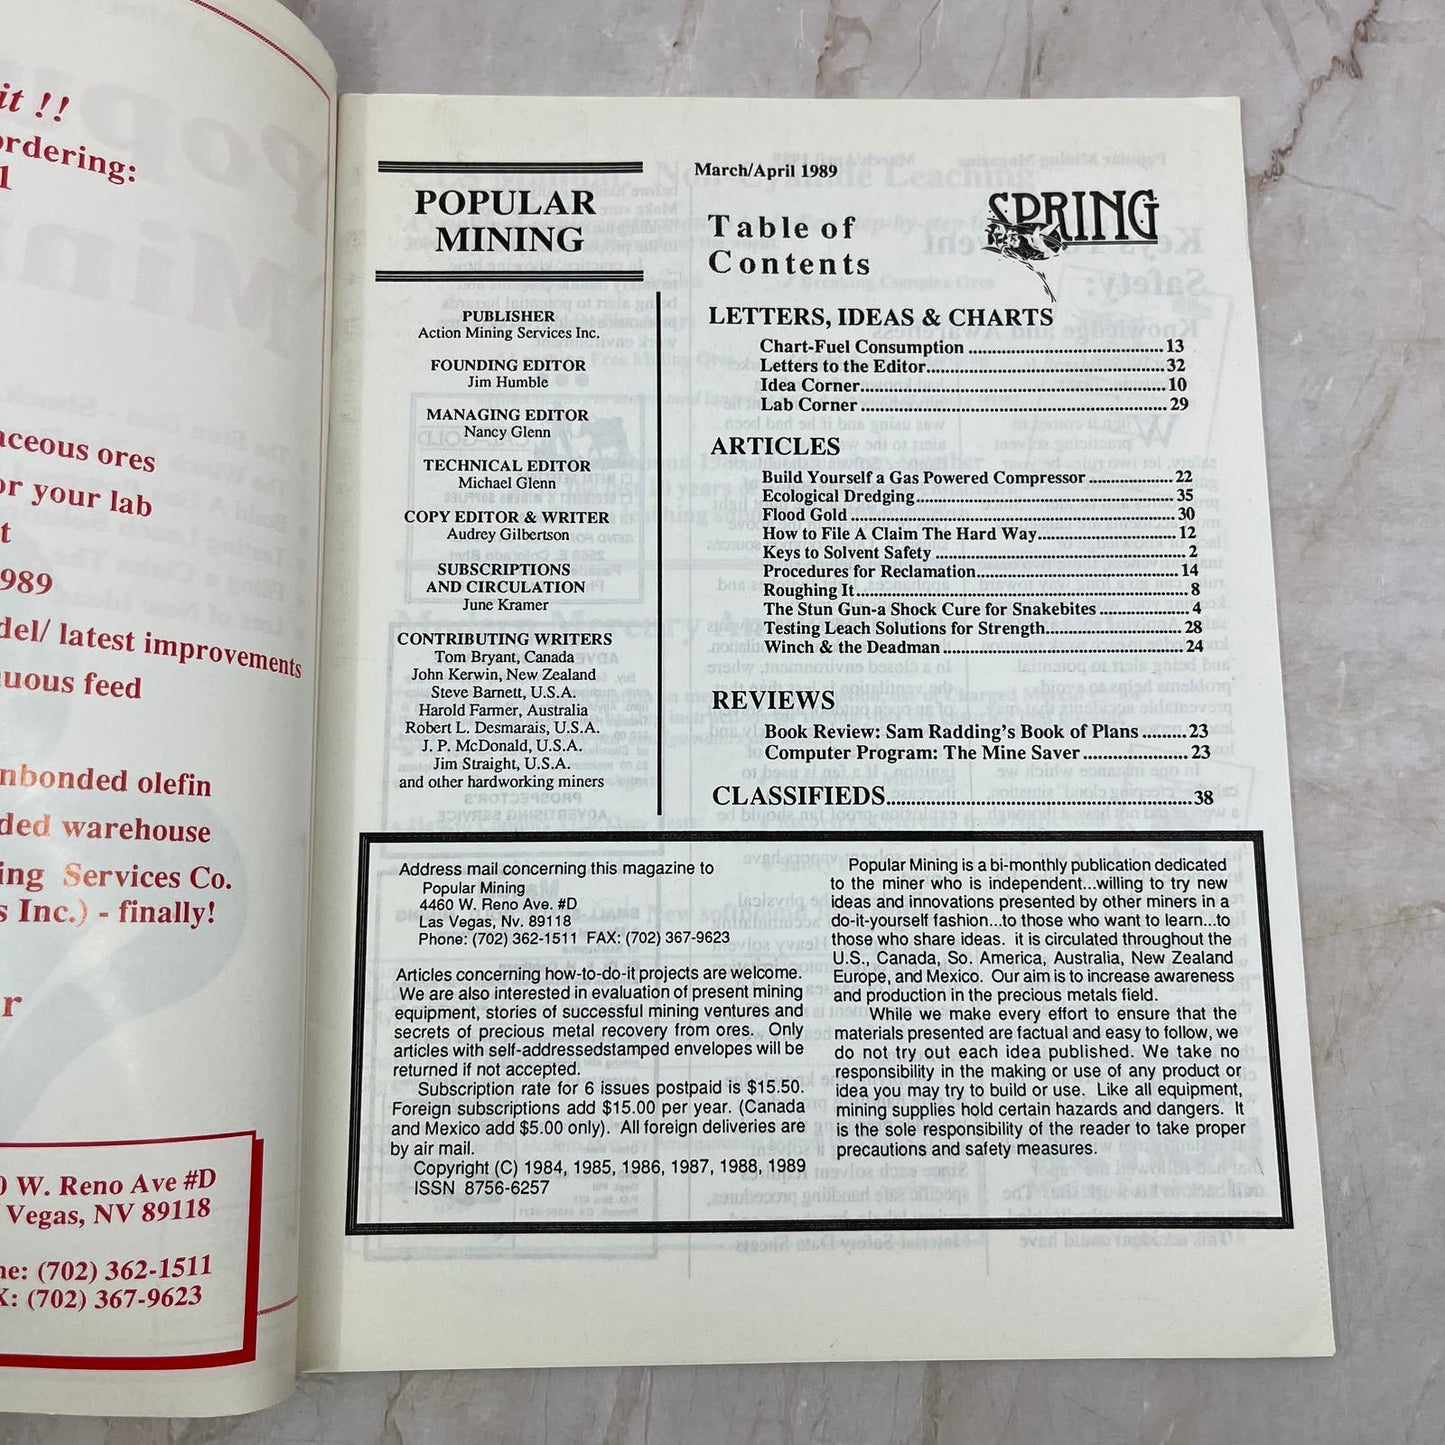 it !!
ordering:
1
aceous ores
or your lab
t
989
del/ latest improvements
uous feed
nbonded olefin
ded warehouse
ing Services Co.
s Inc.) - finally!
r
0 W. Reno Ave #D
Vegas, NV 89118
ne: (702) 362-1511
X: (702) 367-9623
POPULAR
MINING
PUBLISHER
Action Mining Services Inc.
FOUNDING EDITOR
Jim Humble
MANAGING EDITOR
Nancy Glenn
TECHNICAL EDITOR
Michael Glenn
COPY EDITOR & WRITER
Audrey Gilbertson
SUBSCRIPTIONS
AND CIRCULATION
June Kramer
CONTRIBUTING WRITERS
Tom Bryant, Canada
John Kerwin, New Zealand
Steve Barnett, U.S.A.
Harold Farmer, Australia
Robert L. Desmarais, U.S.A.
J. P. McDonald, U.S.A.
Jim Straight, U.S.A.
and other hardworking miners
March/April 1989
Table of
Contents
SPRING
LETTERS, IDEAS & CHARTS
Chart-Fuel Consumption ........ 13
Letters to the Editor........ 32
Idea Corner........ 10
Lab Corner ........ 29
ARTICLES
Build Yourself a Gas Powered Compressor ........ 22
Ecological Dredging........ 35
Flood Gold ........ 30
How to File A Claim The Hard Way........ 12
Keys to Solvent Safety ........ 2
Procedures for Reclamation........ 14
Roughing It ........ 8
The Stun Gun-a Shock Cure for Snakebites ........ 4
Testing Leach Solutions for Strength........ 28
Winch & the Deadman ........ 24
REVIEWS
Book Review: Sam Radding's Book of Plans ........ 23
Computer Program: The Mine Saver ........ 23
CLASSIFIEDS........ 38
Address mail concerning this magazine to
Popular Mining
4460 W. Reno Ave. #D
Las Vegas, Nv. 89118
Phone: (702) 362-1511 FAX: (702) 367-9623
Articles concerning how-to-do-it projects are welcome.
We are also interested in evaluation of present mining
equipment, stories of successful mining ventures and
secrets of precious metal recovery from ores. Only
articles with self-addressedstamped envelopes will be
returned if not accepted.
Subscription rate for 6 issues postpaid is $15.50.
Foreign subscriptions add $15.00 per year. (Canada
and Mexico add $5.00 only). All foreign deliveries are
by air mail.
Copyright (C) 1984, 1985, 1986, 1987, 1988, 1989
ISSN 8756-6257
Popular Mining is a bi-monthly publication dedicated
to the miner who is independent...willing to try new
ideas and innovations presented by other miners in a
do-it-yourself fashion...to those who want to learn...to
those who share ideas. it is circulated throughout the
U.S., Canada, So. America, Australia, New Zealand
Europe, and Mexico. Our aim is to increase awareness
and production in the precious metals field.
While we make every effort to ensure that the
materials presented are factual and easy to follow, we
do not try out each idea published. We take no
responsibility in the making or use of any product or
idea you may try to build or use. Like all equipment,
mining supplies hold certain hazards and dangers. It
is the sole responsibility of the reader to take proper
precautions and safety measures.